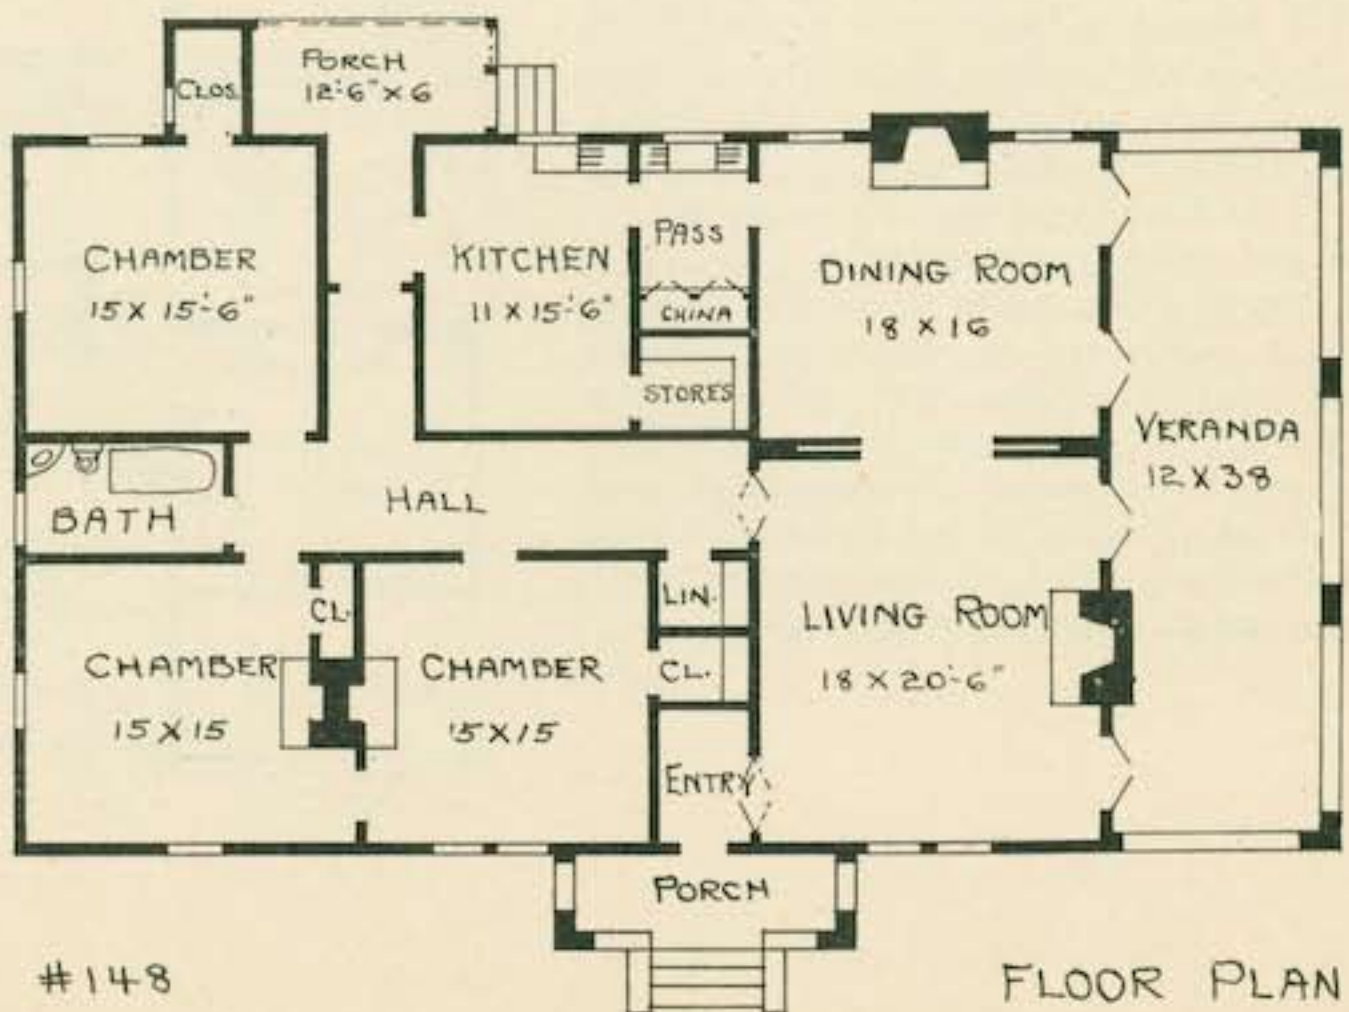 PORCH
12'-6" X 6
CLOS.
CHAMBER
15 X 15'-6"
KITCHEN
11 X 15'-6"
PASS
CHINA
STORES
DINING ROOM
18 X 16
VERANDA
12 X 38
BATH
HALL
LIN.
CL.
CL.
CHAMBER
15 X 15
CHAMBER
15 X 15
LIVING ROOM
18 X 20'-6"
ENTRY
PORCH
#148
FLOOR PLAN